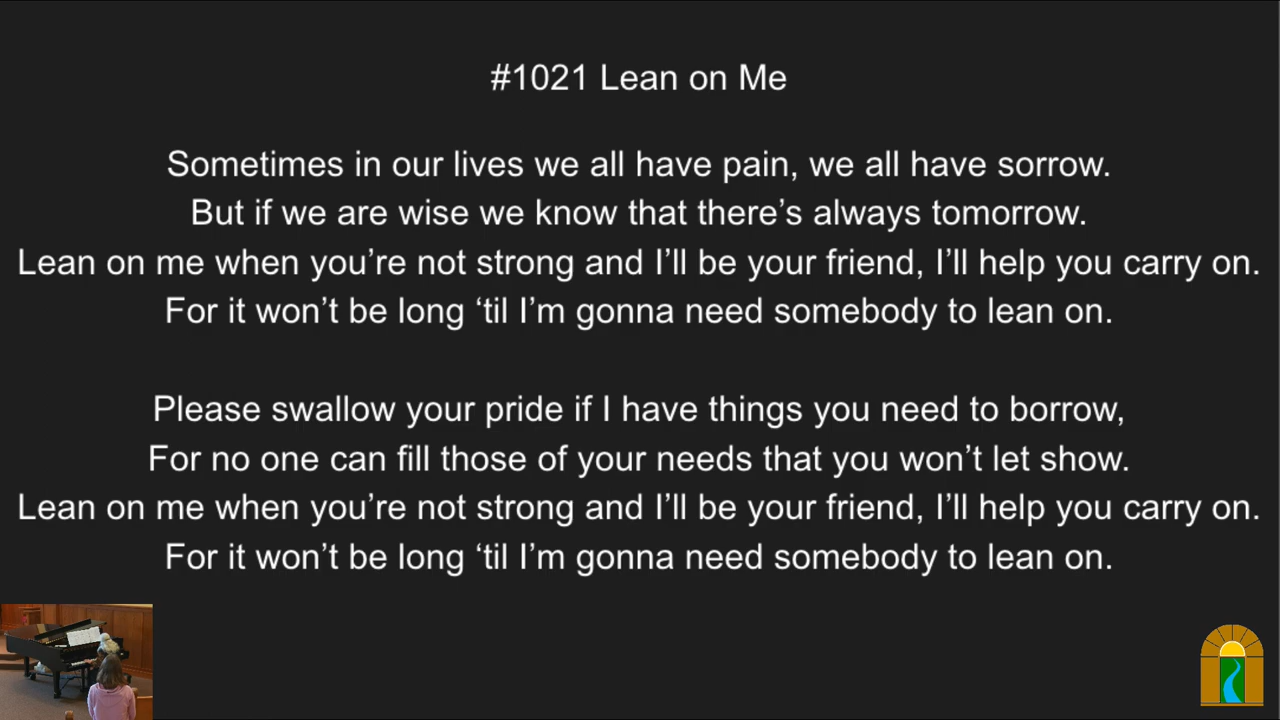 #1021 Lean on Me
Sometimes in our lives we all have pain, we all have sorrow.
But if we are wise we know that there’s always tomorrow.
Lean on me when you’re not strong and I’ll be your friend, I’ll help you carry on.
For it won’t be long ‘til I’m gonna need somebody to lean on.
Please swallow your pride if I have things you need to borrow,
For no one can fill those of your needs that you won’t let show.
Lean on me when you’re not strong and I’ll be your friend, I’ll help you carry on.
For it won’t be long ‘til I’m gonna need somebody to lean on.